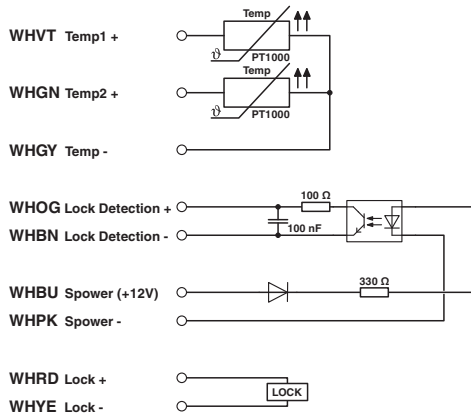 Temp
WHVT Temp1 +
ϑ PT1000
Temp
WHGN Temp2 +
ϑ PT1000
WHGY Temp -
100 Ω
WHOG Lock Detection +
WHBN Lock Detection -
100 nF
330 Ω
WHBU Spower (+12V)
WHPK Spower -
WHRD Lock +
LOCK
WHYE Lock -